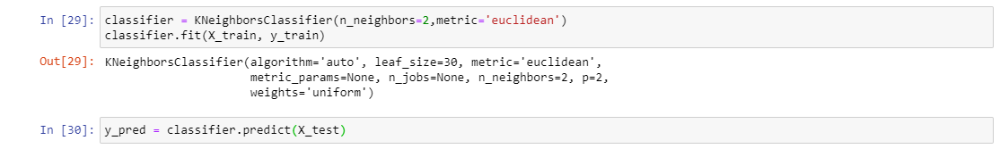 In [29]: classifier = KNeighborsClassifier(n_neighbors=2,metric='euclidean')
classifier.fit(X_train, y_train)
Out[29]: KNeighborsClassifier(algorithm='auto', leaf_size=30, metric='euclidean',
metric_params=None, n_jobs=None, n_neighbors=2, p=2,
weights='uniform')
In [30]: y_pred = classifier.predict(X_test)